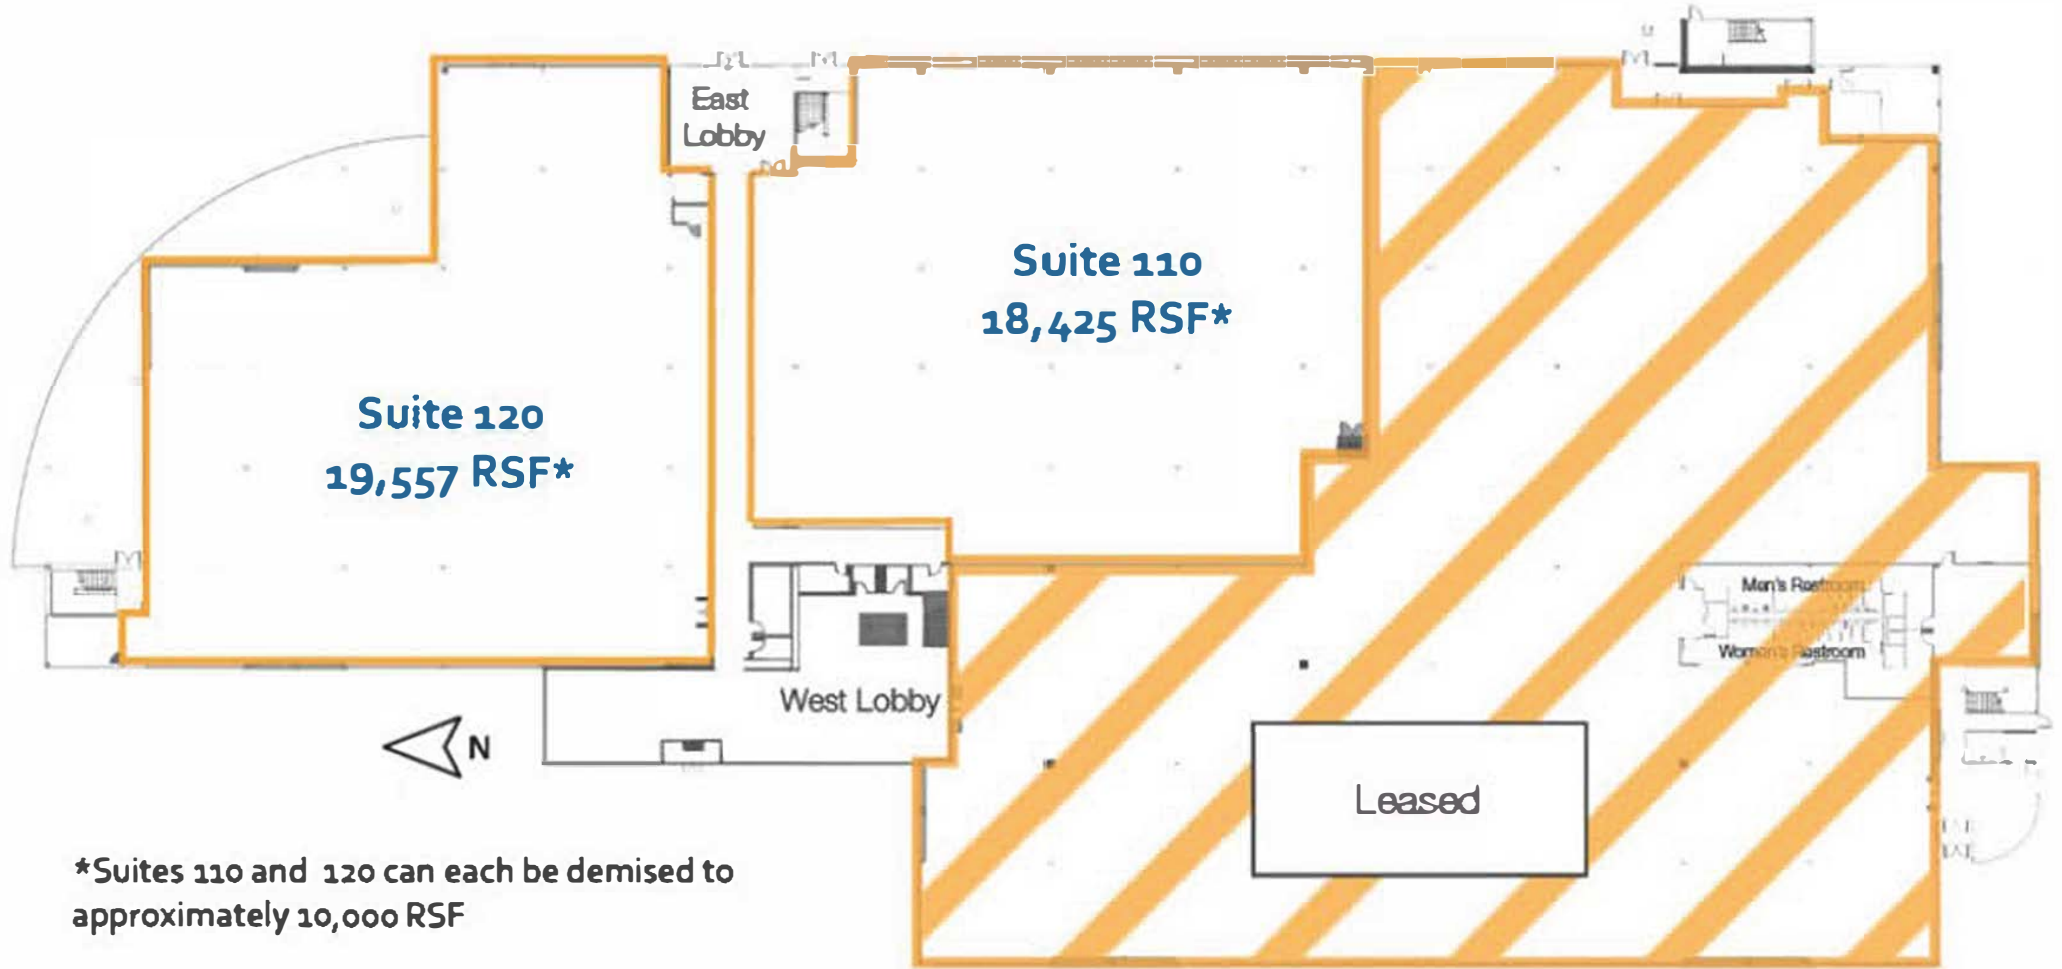 East
Lobby
Suite 110
18,425 RSF*
Suite 120
19,557 RSF*
Men's Restroom
Women's Restroom
West Lobby
N
Leased
*Suites 110 and 120 can each be demised to
approximately 10,000 RSF